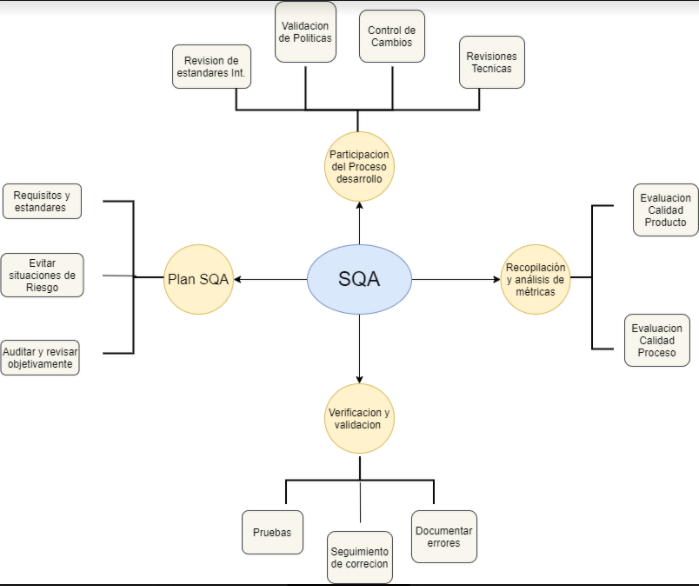 Validacion
de Politicas
Control de
Cambios
Revision de
estandares Int.
Revisiones
Tecnicas
Participacion
del Proceso
desarrollo
Requisitos y
estandares
Evitar
situaciones de
Riesgo
Auditar y revisar
objetivamente
Plan SQA
SQA
Recopilación
y análisis de
métricas
Evaluacion
Calidad
Producto
Evaluacion
Calidad
Proceso
Verificacion y
validacion
Pruebas
Seguimiento
de correcion
Documentar
errores